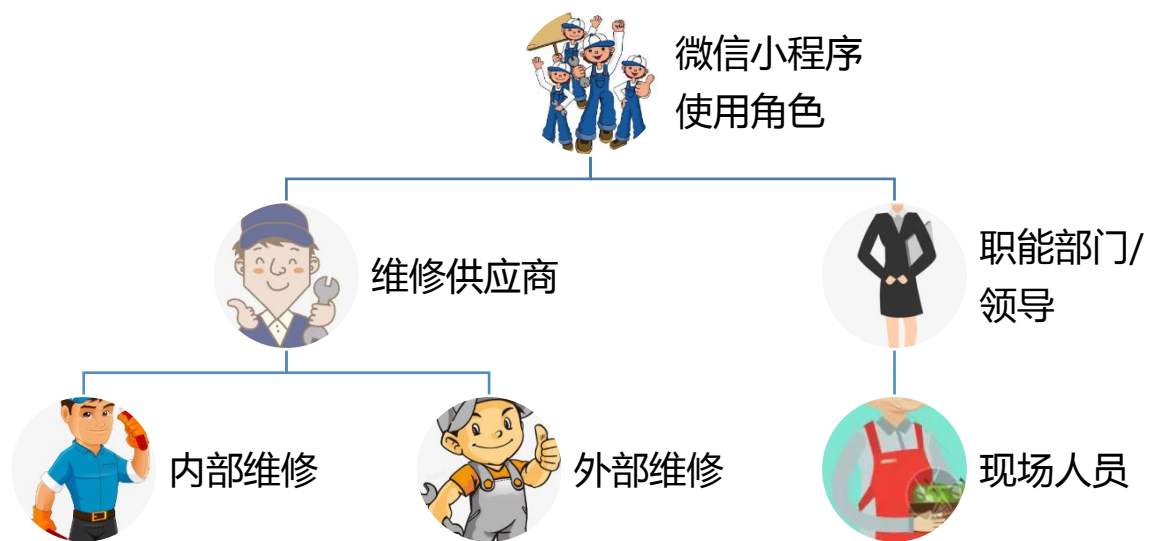 微信小程序
使用角色
维修供应商
职能部门/
领导
内部维修
外部维修
现场人员